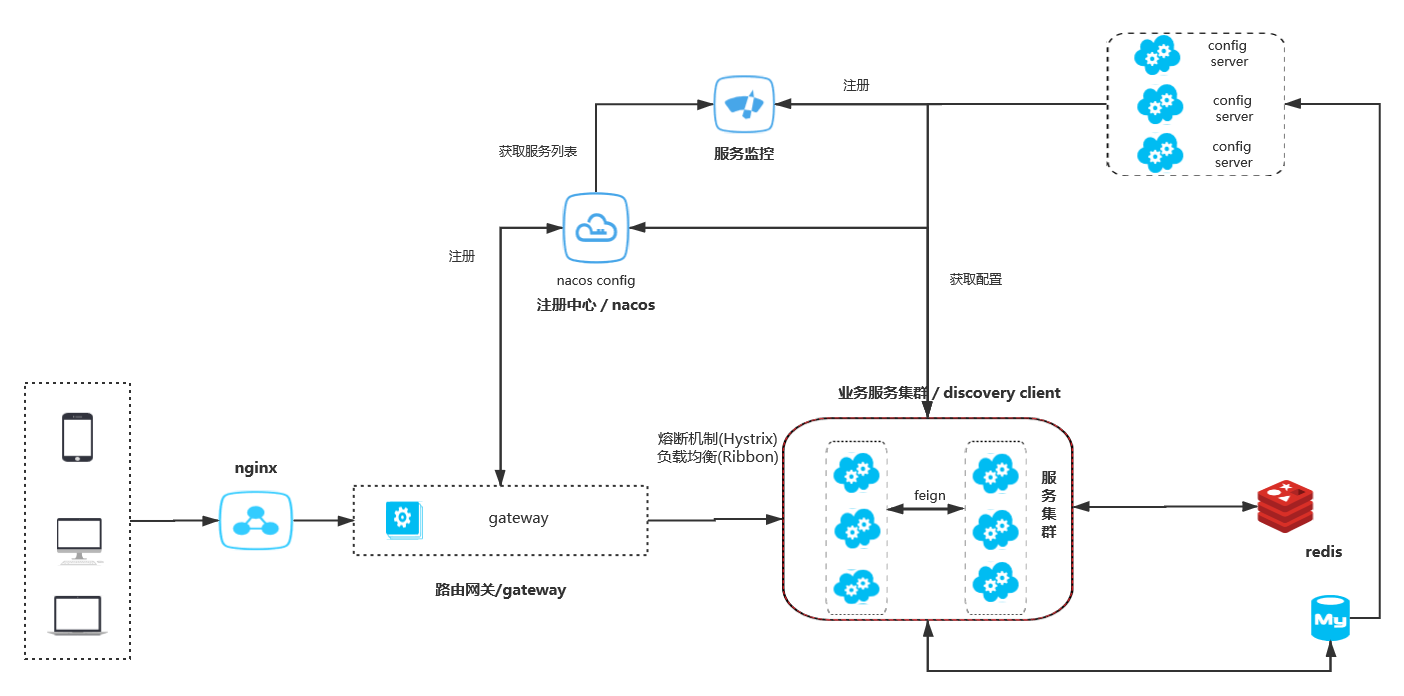 config
server
config
server
config
server
注册
服务监控
获取服务列表
注册
nacos config
注册中心 / nacos
获取配置
业务服务集群 / discovery client
熔断机制(Hystrix)
负载均衡(Ribbon)
nginx
gateway
路由网关/gateway
feign
服
务
集
群
redis
My